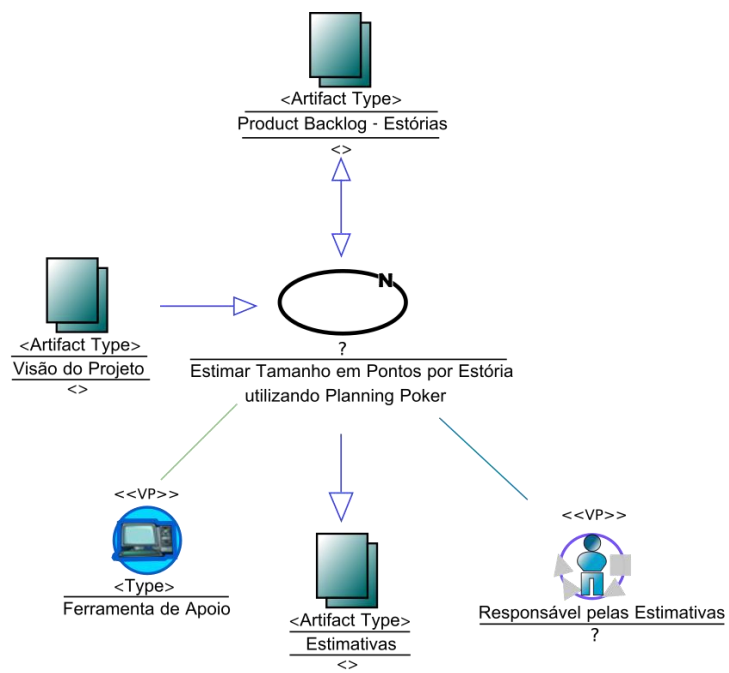 <Artifact Type>
Product Backlog - Estórias
<>
N
<Artifact Type>
Visão do Projeto
<>
?
Estimar Tamanho em Pontos por Estória
utilizando Planning Poker
<<VP>>
<Type>
Ferramenta de Apoio
<Artifact Type>
Estimativas
<>
<<VP>>
Responsável pelas Estimativas
?